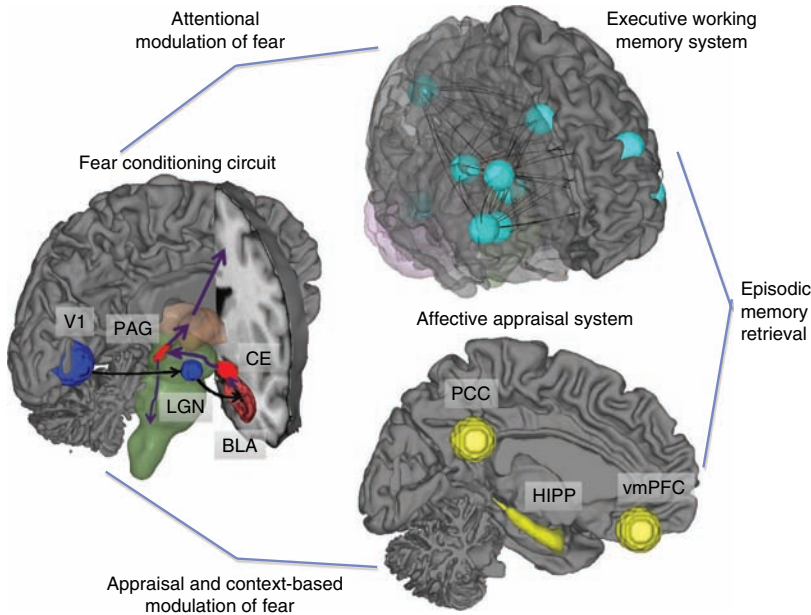 Attentional
modulation of fear
Executive working
memory system
Fear conditioning circuit
V1
PAG
CE
LGN
BLA
Episodic
memory
retrieval
Affective appraisal system
PCC
HIPP
vmPFC
Appraisal and context-based
modulation of fear